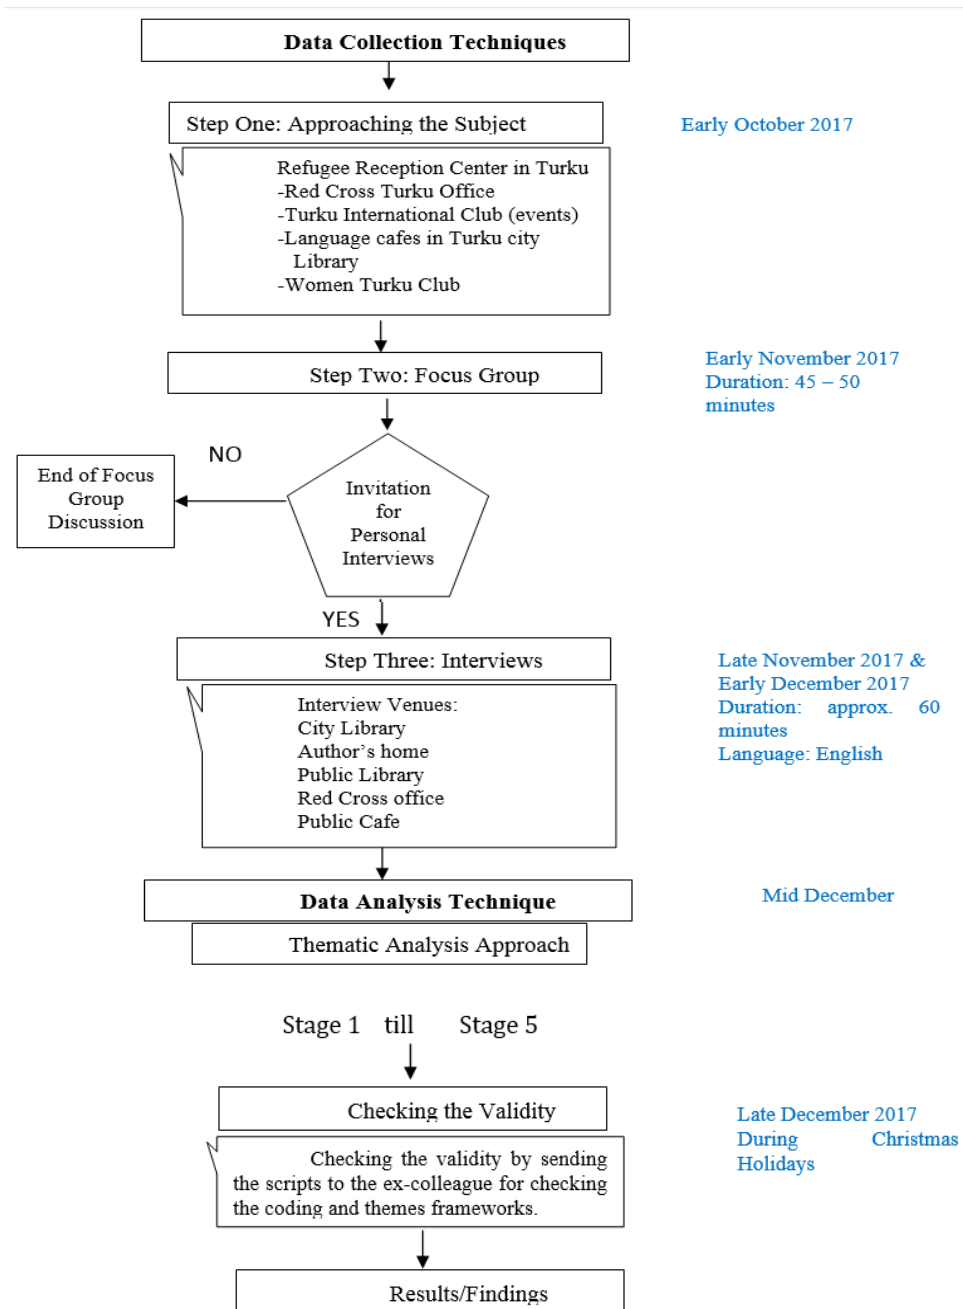 Data Collection Techniques
Step One: Approaching the Subject
Early October 2017
Refugee Reception Center in Turku
-Red Cross Turku Office
-Turku International Club (events)
-Language cafes in Turku city
Library
-Women Turku Club
Step Two: Focus Group
Early November 2017
Duration: 45 – 50
minutes
NO
End of Focus
Group
Discussion
Invitation
for
Personal
Interviews
YES
Step Three: Interviews
Late November 2017 &
Early December 2017
Duration: approx. 60
minutes
Language: English
Interview Venues:
City Library
Author's home
Public Library
Red Cross office
Public Cafe
Data Analysis Technique
Mid December
Thematic Analysis Approach
Stage 1 till Stage 5
Checking the Validity
Late December 2017
During Christmas
Holidays
Checking the validity by sending
the scripts to the ex-colleague for checking
the coding and themes frameworks.
Results/Findings